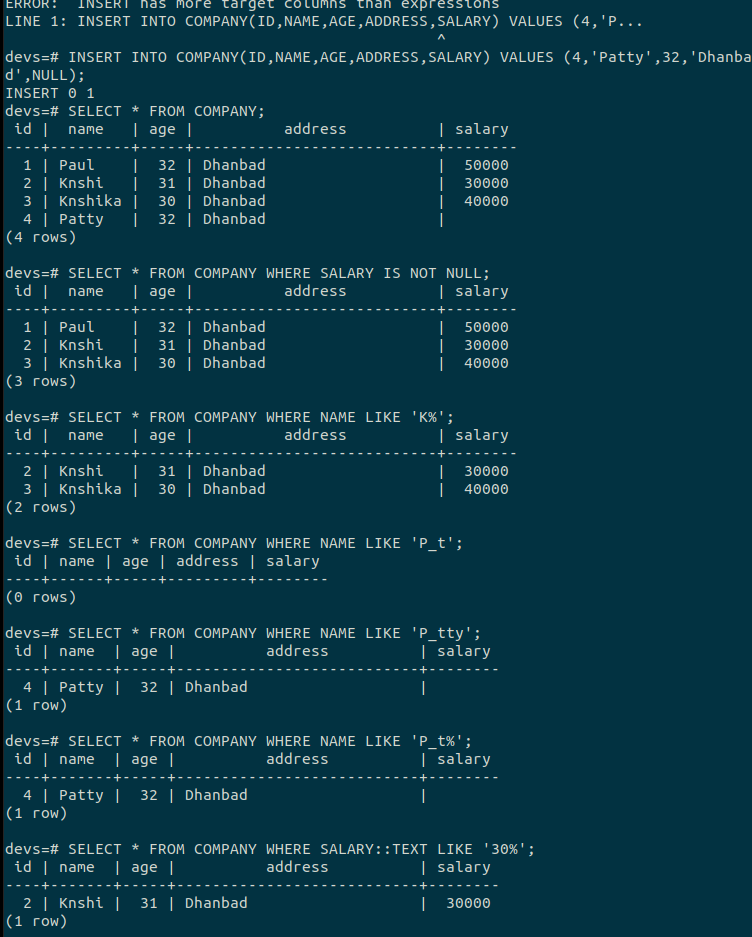 ERROR:  INSERT has more target columns than expressions
LINE 1: INSERT INTO COMPANY(ID,NAME,AGE,ADDRESS,SALARY) VALUES (4,'P...
                                                ^
devs=# INSERT INTO COMPANY(ID,NAME,AGE,ADDRESS,SALARY) VALUES (4,'Patty',32,'Dhanba
d',NULL);
INSERT 0 1
devs=# SELECT * FROM COMPANY;
 id |  name   | age |          address           | salary 
----+---------+-----+----------------------------+--------
  1 | Paul    |  32 | Dhanbad                    |  50000
  2 | Knshi   |  31 | Dhanbad                    |  30000
  3 | Knshika |  30 | Dhanbad                    |  40000
  4 | Patty   |  32 | Dhanbad                    |       
(4 rows)

devs=# SELECT * FROM COMPANY WHERE SALARY IS NOT NULL;
 id |  name   | age |          address           | salary 
----+---------+-----+----------------------------+--------
  1 | Paul    |  32 | Dhanbad                    |  50000
  2 | Knshi   |  31 | Dhanbad                    |  30000
  3 | Knshika |  30 | Dhanbad                    |  40000
(3 rows)

devs=# SELECT * FROM COMPANY WHERE NAME LIKE 'K%';
 id |  name   | age |          address           | salary 
----+---------+-----+----------------------------+--------
  2 | Knshi   |  31 | Dhanbad                    |  30000
  3 | Knshika |  30 | Dhanbad                    |  40000
(2 rows)

devs=# SELECT * FROM COMPANY WHERE NAME LIKE 'P_t';
 id | name | age | address | salary 
----+------+-----+---------+--------
(0 rows)

devs=# SELECT * FROM COMPANY WHERE NAME LIKE 'P_tty';
 id | name  | age |          address           | salary 
----+-------+-----+----------------------------+--------
  4 | Patty |  32 | Dhanbad                    |       
(1 row)

devs=# SELECT * FROM COMPANY WHERE NAME LIKE 'P_t%';
 id | name  | age |          address           | salary 
----+-------+-----+----------------------------+--------
  4 | Patty |  32 | Dhanbad                    |       
(1 row)

devs=# SELECT * FROM COMPANY WHERE SALARY::TEXT LIKE '30%';
 id | name  | age |          address           | salary 
----+-------+-----+----------------------------+--------
  2 | Knshi |  31 | Dhanbad                    |  30000
(1 row)